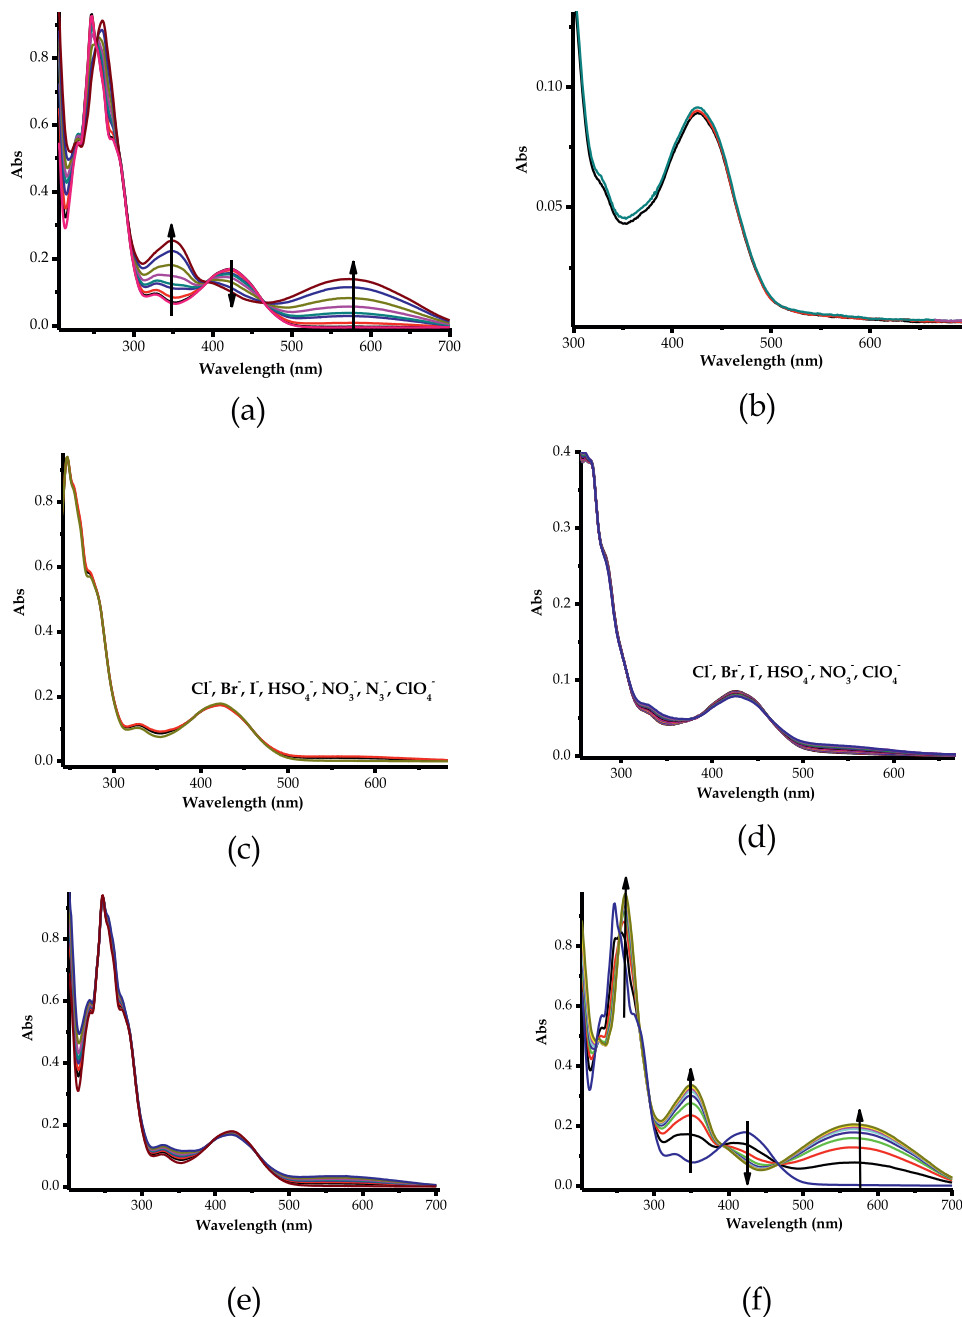 0.8
0.6
0.4
0.2
0.0
Abs
300
400
500
600
700
Wavelength (nm)
(a)
0.10
0.05
Abs
300
400
500
600
Wavelength (nm)
(b)
0.8
0.6
0.4
0.2
0.0
Abs
Cl⁻, Br⁻, I⁻, HSO₄⁻, NO₃⁻, N₃⁻, ClO₄⁻
300
400
500
600
Wavelength (nm)
(c)
0.4
0.3
0.2
0.1
0.0
Abs
Cl⁻, Br⁻, I⁻, HSO₄⁻, NO₃⁻, ClO₄⁻
300
400
500
600
Wavelength (nm)
(d)
0.8
0.6
0.4
0.2
0.0
Abs
300
400
500
600
700
Wavelength (nm)
(e)
0.8
0.6
0.4
0.2
0.0
Abs
300
400
500
600
700
Wavelength (nm)
(f)